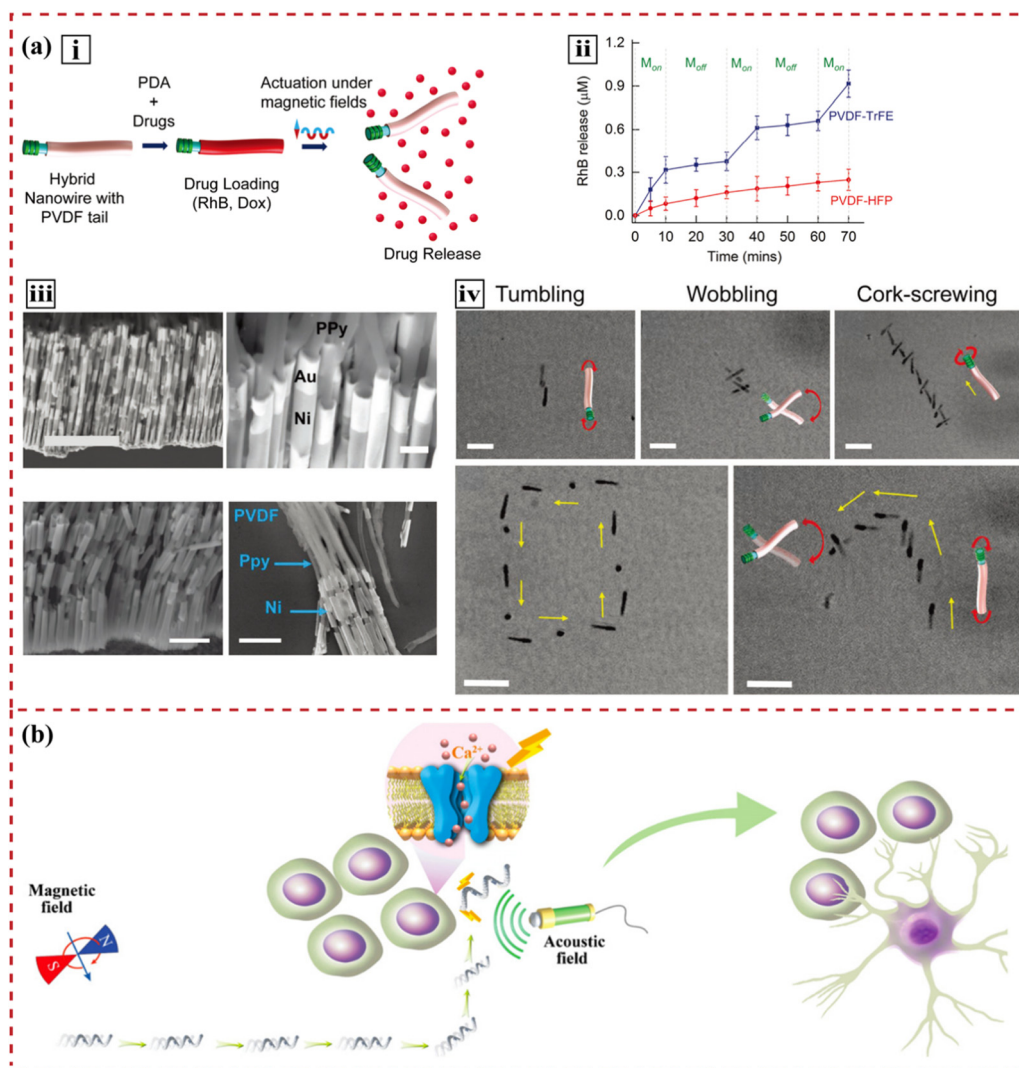 (a)
i
PDA
+
Drugs
Actuation under
magnetic fields
Hybrid
Nanowire with
PVDF tail
Drug Loading
(RhB, Dox)
Drug Release
ii
RhB release (μM)
1.2
0.9
0.6
0.3
0.0
Mon Moff Mon Moff Mon
PVDF-TrFE
PVDF-HFP
0 10 20 30 40 50 60 70
Time (mins)
iii
PPy
Au
Ni
PVDF
Ppy
Ni
iv
Tumbling Wobbling Cork-screwing
(b)
Ca²⁺
Magnetic
field
N
S
Acoustic
field